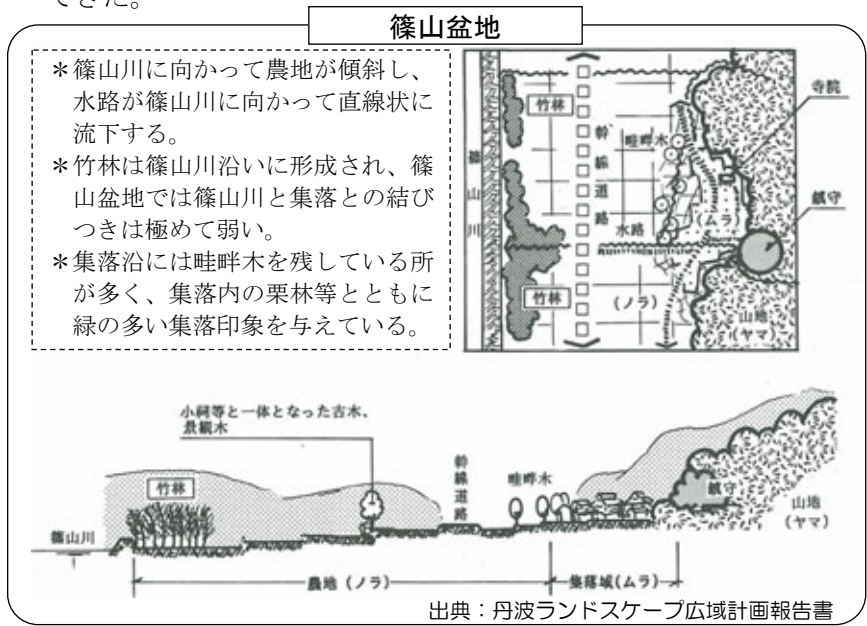 てきた。
篠山盆地
＊篠山川に向かって農地が傾斜し、
水路が篠山川に向かって直線状に
流下する。
＊竹林は篠山川沿いに形成され、篠
山盆地では篠山川と集落との結び
つきは極めて弱い。
＊集落沿には畦畔木を残している所
が多く、集落内の栗林等とともに
緑の多い集落印象を与えている。
篠山川
竹林
竹林
幹線道路
畦畔木
水路
(ムラ)
(ノラ)
寺院
鎮守
山地
(ヤマ)
小祠等と一体となった古木、
景観木
竹林
篠山川
幹線道路
畦畔木
鎮守
山地
(ヤマ)
農地（ノラ）
集落域(ムラ)
出典：丹波ランドスケープ広域計画報告書